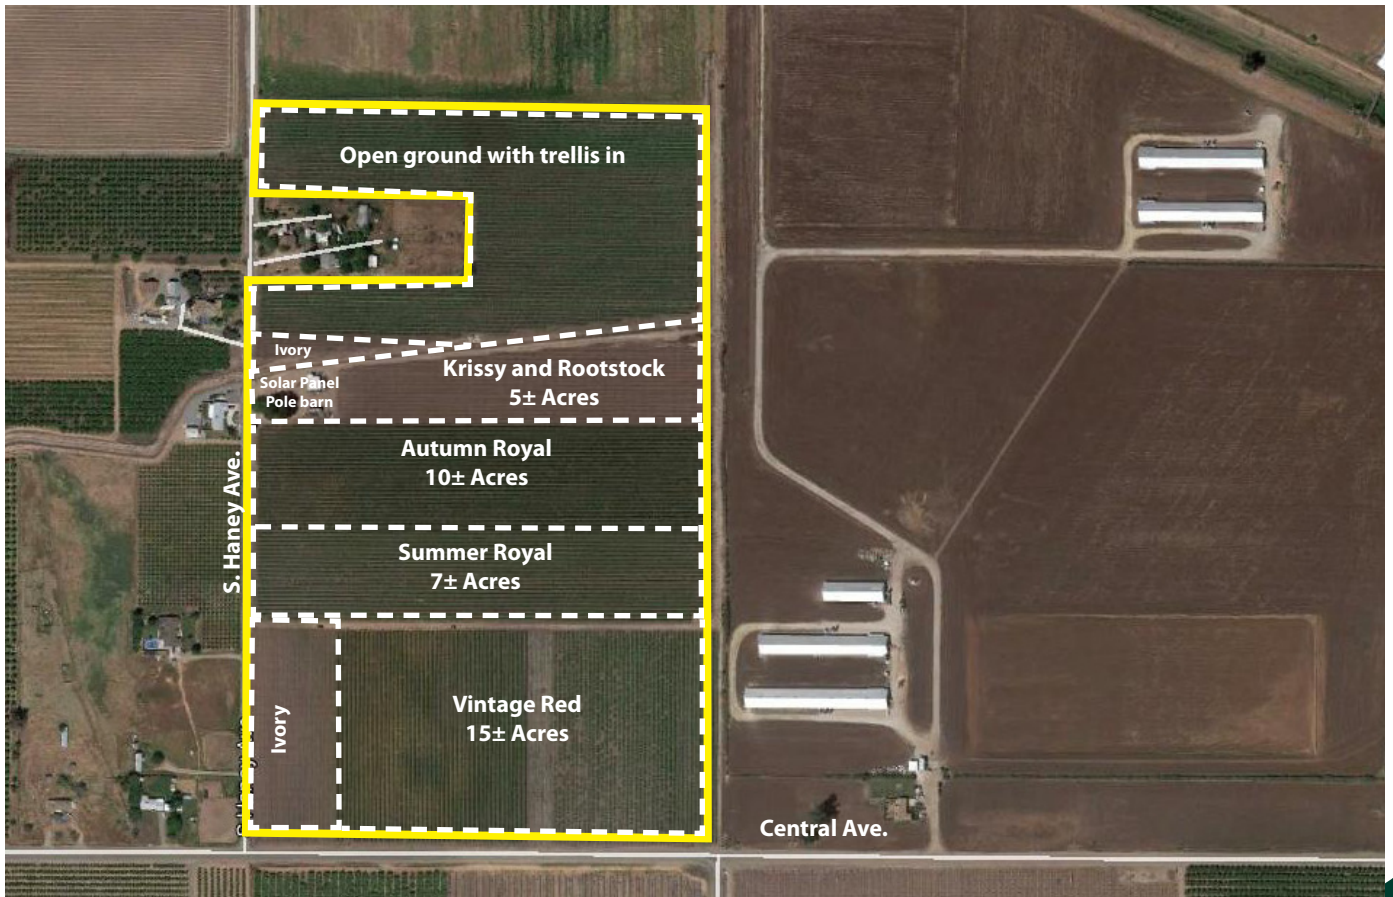 Open ground with trellis in
Ivory
Krissy and Rootstock
5± Acres
Solar Panel
Pole barn
Autumn Royal
10± Acres
S. Haney Ave.
Summer Royal
7± Acres
Vintage Red
15± Acres
Ivory
Central Ave.